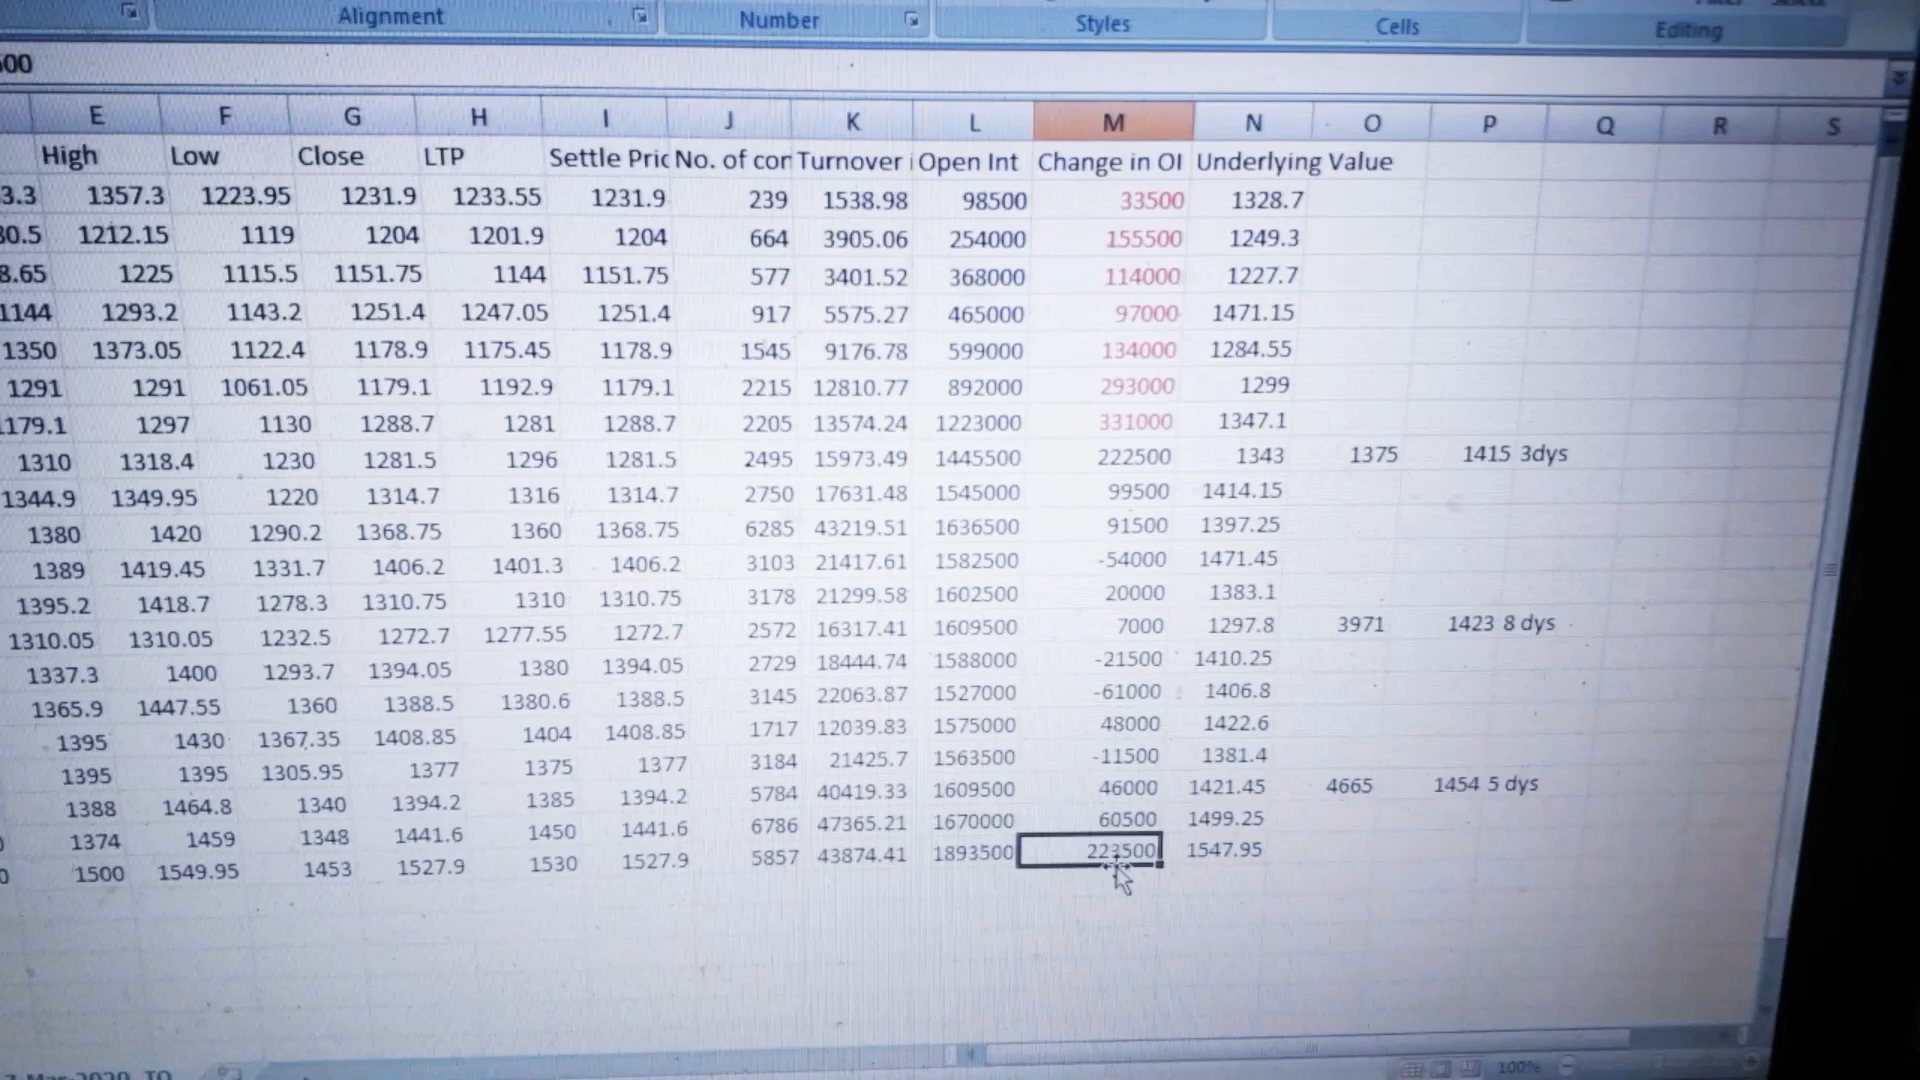 Alignment Number Styles Cells Editing
00
E F G H I J K L M N O P Q R S
High Low Close LTP Settle Pric No. of cor Turnover i Open Int Change in OI Underlying Value
3.3 1357.3 1223.95 1231.9 1233.55 1231.9 239 1538.98 98500 33500 1328.7
30.5 1212.15 1119 1204 1201.9 1204 664 3905.06 254000 155500 1249.3
8.65 1225 1115.5 1151.75 1144 1151.75 577 3401.52 368000 114000 1227.7
1144 1293.2 1143.2 1251.4 1247.05 1251.4 917 5575.27 465000 97000 1471.15
1350 1373.05 1122.4 1178.9 1175.45 1178.9 1545 9176.78 599000 134000 1284.55
1291 1291 1061.05 1179.1 1192.9 1179.1 2215 12810.77 892000 293000 1299
1179.1 1297 1130 1288.7 1281 1288.7 2205 13574.24 1223000 331000 1347.1
1310 1318.4 1230 1281.5 1296 1281.5 2495 15973.49 1445500 222500 1343 1375 1415 3dys
1344.9 1349.95 1220 1314.7 1316 1314.7 2750 17631.48 1545000 99500 1414.15
1380 1420 1290.2 1368.75 1360 1368.75 6285 43219.51 1636500 91500 1397.25
1389 1419.45 1331.7 1406.2 1401.3 1406.2 3103 21417.61 1582500 -54000 1471.45
1395.2 1418.7 1278.3 1310.75 1310 1310.75 3178 21299.58 1602500 20000 1383.1
1310.05 1310.05 1232.5 1272.7 1277.55 1272.7 2572 16317.41 1609500 7000 1297.8 3971 1423 8 dys
1337.3 1400 1293.7 1394.05 1380 1394.05 2729 18444.74 1588000 -21500 1410.25
1365.9 1447.55 1360 1388.5 1380.6 1388.5 3145 22063.87 1527000 -61000 1406.8
1395 1430 1367.35 1408.85 1404 1408.85 1717 12039.83 1575000 48000 1422.6
1395 1395 1305.95 1377 1375 1377 3184 21425.7 1563500 -11500 1381.4
1388 1464.8 1340 1394.2 1385 1394.2 5784 40419.33 1609500 46000 1421.45 4665 1454 5 dys
1374 1459 1348 1441.6 1450 1441.6 6786 47365.21 1670000 60500 1499.25
0 1500 1549.95 1453 1527.9 1530 1527.9 5857 43874.41 1893500 223500 1547.95
100%